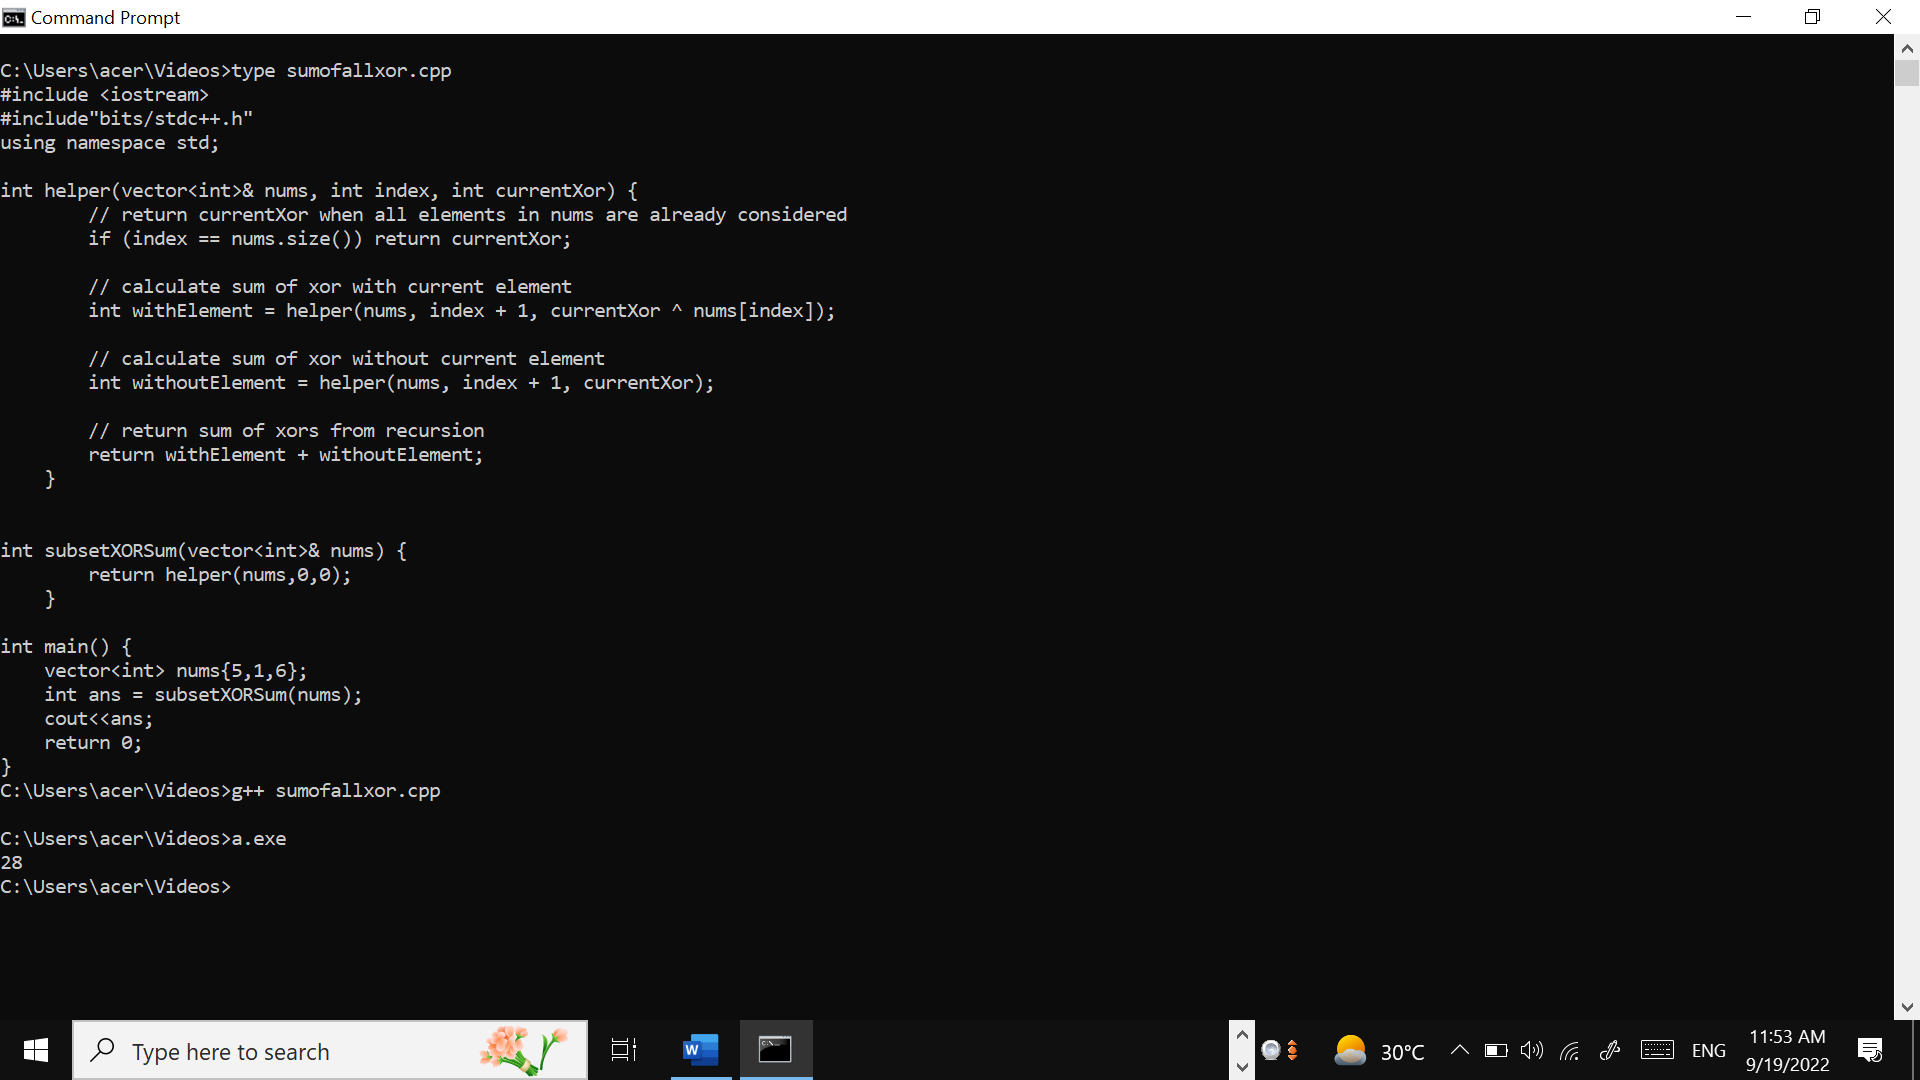 Command Prompt
C:\Users\acer\Videos>type sumofallxor.cpp
#include <iostream>
#include"bits/stdc++.h"
using namespace std;
int helper(vector<int>& nums, int index, int currentXor) {
// return currentXor when all elements in nums are already considered
if (index == nums.size()) return currentXor;
// calculate sum of xor with current element
int withElement = helper(nums, index + 1, currentXor ^ nums[index]);
// calculate sum of xor without current element
int withoutElement = helper(nums, index + 1, currentXor);
// return sum of xors from recursion
return withElement + withoutElement;
}
int subsetXORSum(vector<int>& nums) {
return helper(nums,0,0);
}
int main() {
vector<int> nums{5,1,6};
int ans = subsetXORSum(nums);
cout<<ans;
return 0;
}
C:\Users\acer\Videos>g++ sumofallxor.cpp
C:\Users\acer\Videos>a.exe
28
C:\Users\acer\Videos>
Type here to search
W
30°C
ENG
11:53 AM
9/19/2022